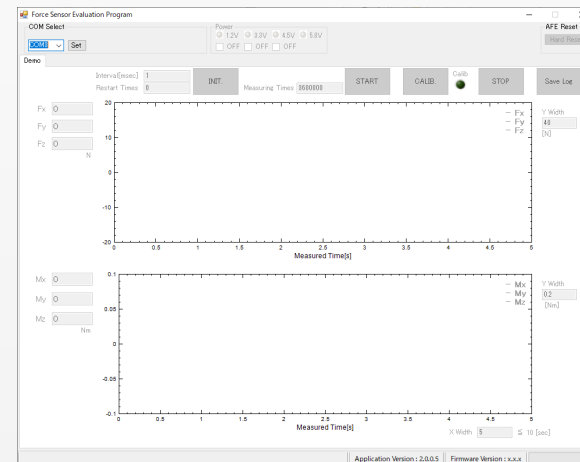 Force Sensor Evaluation Program
COM Select
Set
Power
1.2V 3.3V 4.5V 5.0V
OFF OFF OFF
AFE Reset
Demo
Interval[msec] 1
Restart Times 0
INIT.
Measuring Times 3600000
START
CALIB.
Calib
STOP
Save Log
Fx 0
Fy 0
Fz 0
N
20
10
0
-10
-20
0 0.5 1 1.5 2 2.5 3 3.5 4 4.5 5
Measured Time[s]
Fx
Fy
Fz
Y Width
40
[N]
Mx 0
My 0
Mz 0
Nm
0.1
0.05
0
-0.05
-0.1
0 0.5 1 1.5 2 2.5 3 3.5 4 4.5 5
Measured Time[s]
Mx
My
Mz
Y Width
0.2
[Nm]
X Width 5 ≦ 10 [sec]
Application Version : 2.0.0.5 Firmware Version : x.x.x